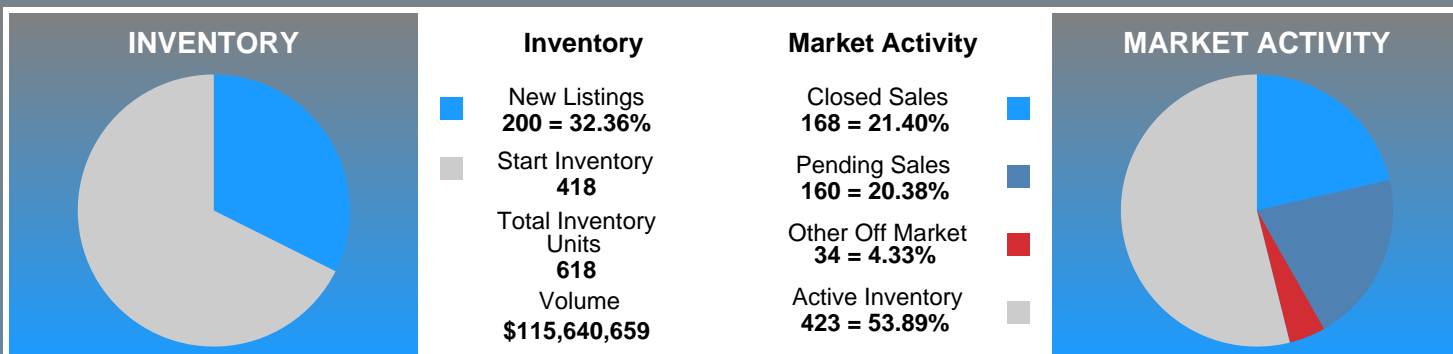 INVENTORY
Inventory
New Listings
200 = 32.36%
Start Inventory
418
Total Inventory
Units
618
Volume
$115,640,659
Market Activity
Closed Sales
168 = 21.40%
Pending Sales
160 = 20.38%
Other Off Market
34 = 4.33%
Active Inventory
423 = 53.89%
MARKET ACTIVITY